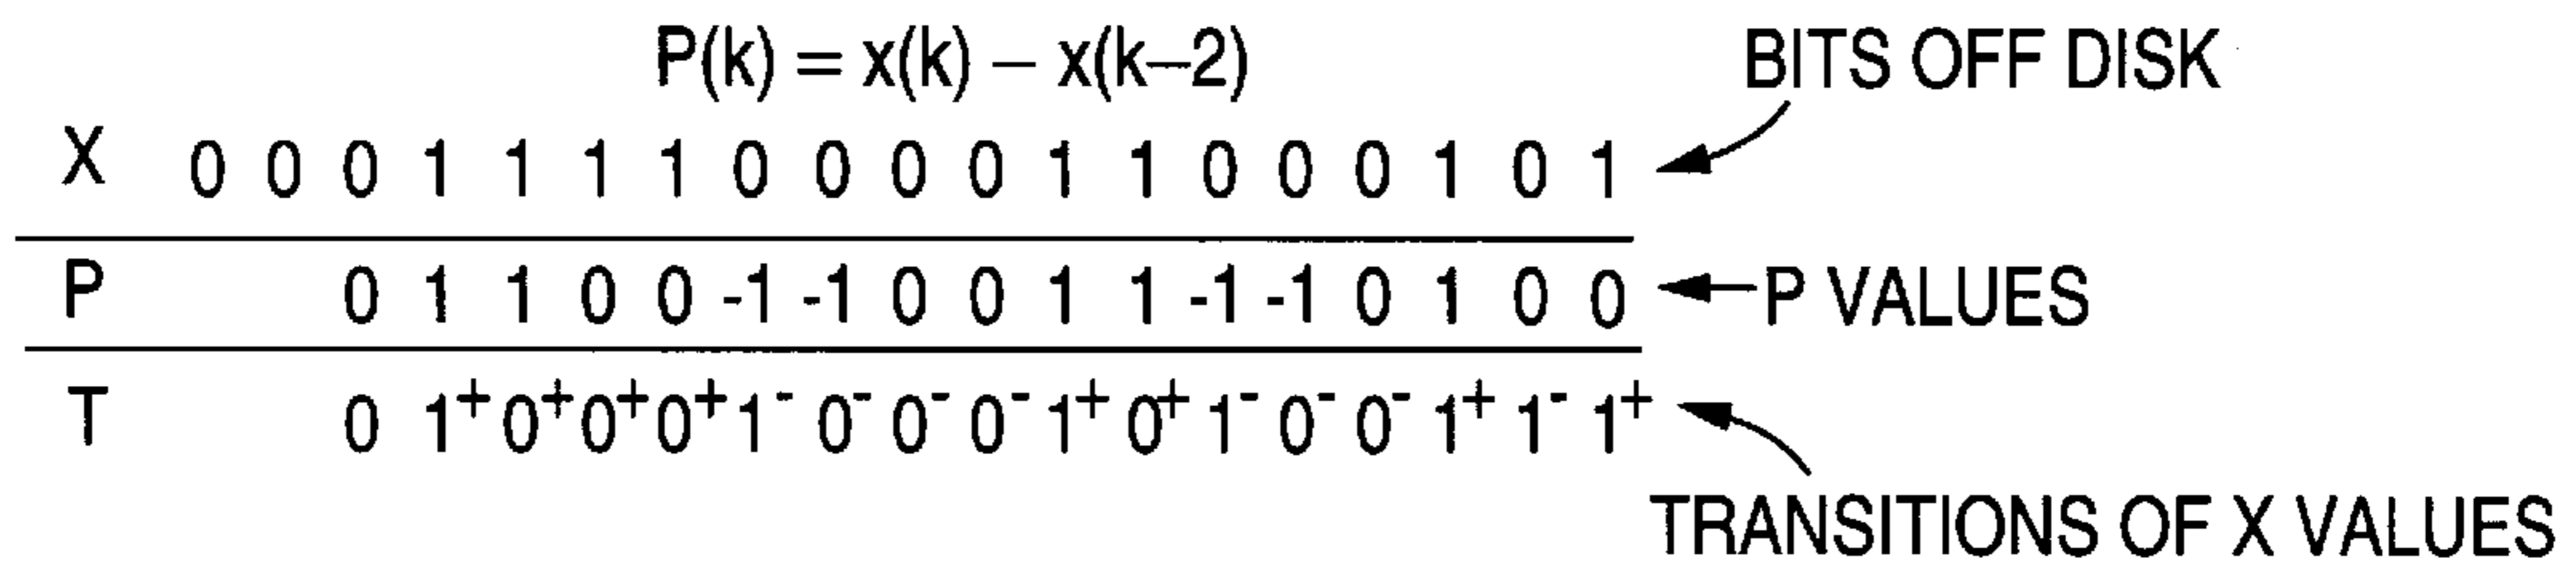 P(k) = x(k) – x(k–2) BITS OFF DISK
X 0 0 0 1 1 1 1 0 0 0 0 1 1 0 0 0 1 0 1
P 0 1 1 0 0 -1 -1 0 0 1 1 -1 -1 0 1 0 0 P VALUES
T 0 1⁺ 0⁺ 0⁺ 0⁺ 1⁻ 0⁻ 0⁻ 0⁻ 1⁺ 0⁺ 1⁻ 0⁻ 0⁻ 1⁺ 1⁻ 1⁺
TRANSITIONS OF X VALUES